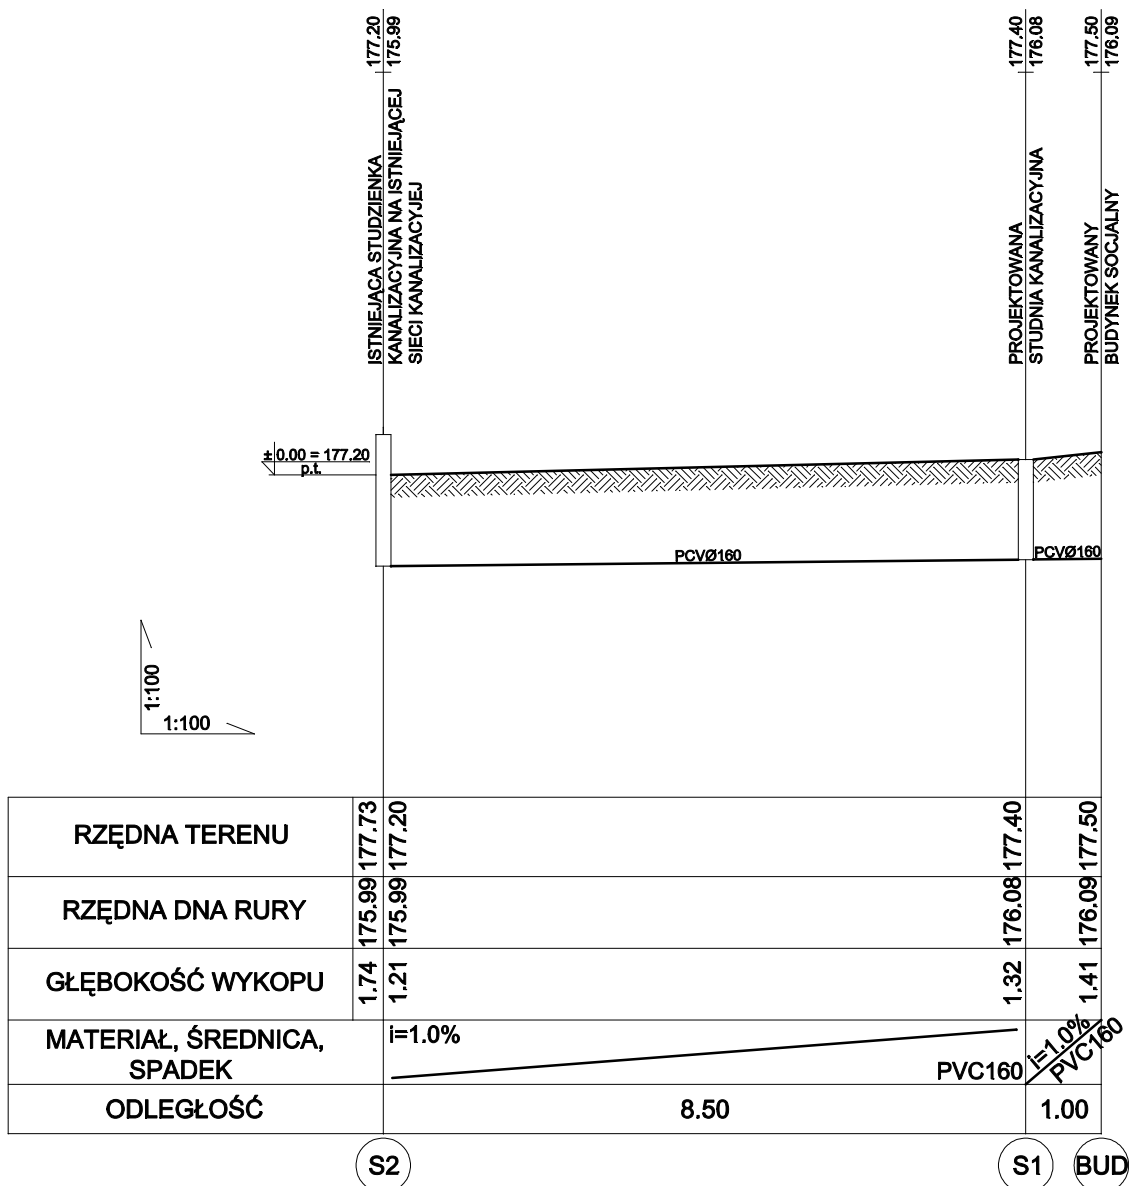 177.20
175.99
177.40
176.08
177.50
176.09
ISTNIEJĄCA STUDZIENKA
KANALIZACYJNA NA ISTNIEJĄCEJ
SIECI KANALIZACYJEJ
PROJEKTOWANA
STUDNIA KANALIZACYJNA
PROJEKTOWANY
BUDYNEK SOCJALNY
± 0.00 = 177.20
p.t.
PCVØ160
PCVØ160
1:100
1:100
RZĘDNA TERENU
177.73
177.20
177.40
177.50
RZĘDNA DNA RURY
175.99
175.99
176.08
176.09
GŁĘBOKOŚĆ WYKOPU
1.74
1.21
1.32
1.41
MATERIAŁ, ŚREDNICA,
SPADEK
i=1.0%
PVC160
i=1.0%
PVC160
ODLEGŁOŚĆ
8.50
1.00
S2
S1
BUD